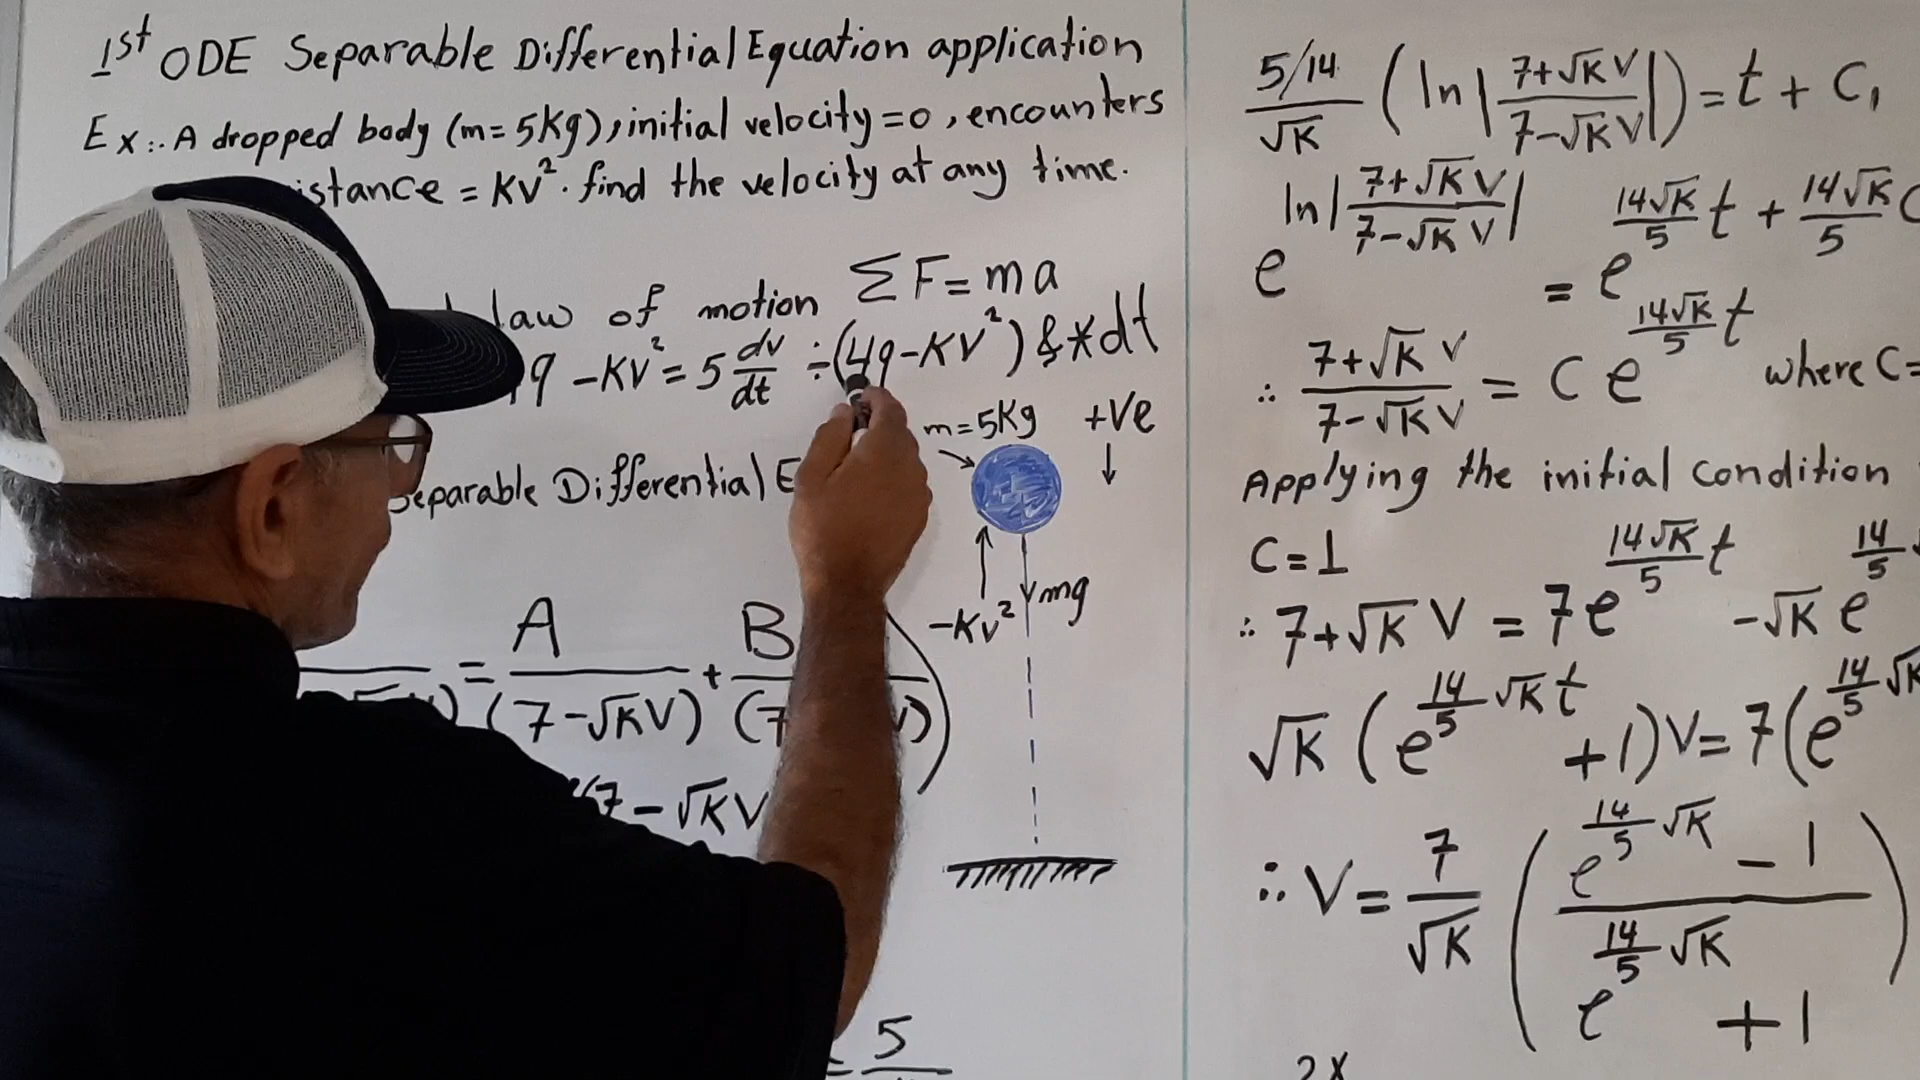 1st ODE Separable Differential Equation application
Ex:. A dropped body (m=5Kg), initial velocity=0, encounters
istance = KV². find the velocity at any time.
law of motion ΣF=ma
9 -KV² = 5 dv/dt ÷(49-KV²) & *dt
m=5Kg +Ve
Separable Differential E
-KV² mg
= A/(7-√KV) + B/(7 V)
(7-√KV
= 5
5/14/√K (ln|7+√KV/7-√KV|) = t + C₁
e^(ln|7+√KV/7-√KV|) = e^(14√K/5 t + 14√K/5 C
∴ 7+√KV/7-√KV = C e^(14√K/5 t) where C=
Applying the initial condition
C=1
∴ 7+√KV = 7e^(14√K/5 t) -√K e^(14/5
√K (e^(14/5 √K t) +1)V = 7(e^(14/5 √K
∴ V = 7/√K (e^(14/5 √K) - 1 / e^(14/5 √K) + 1)
2x